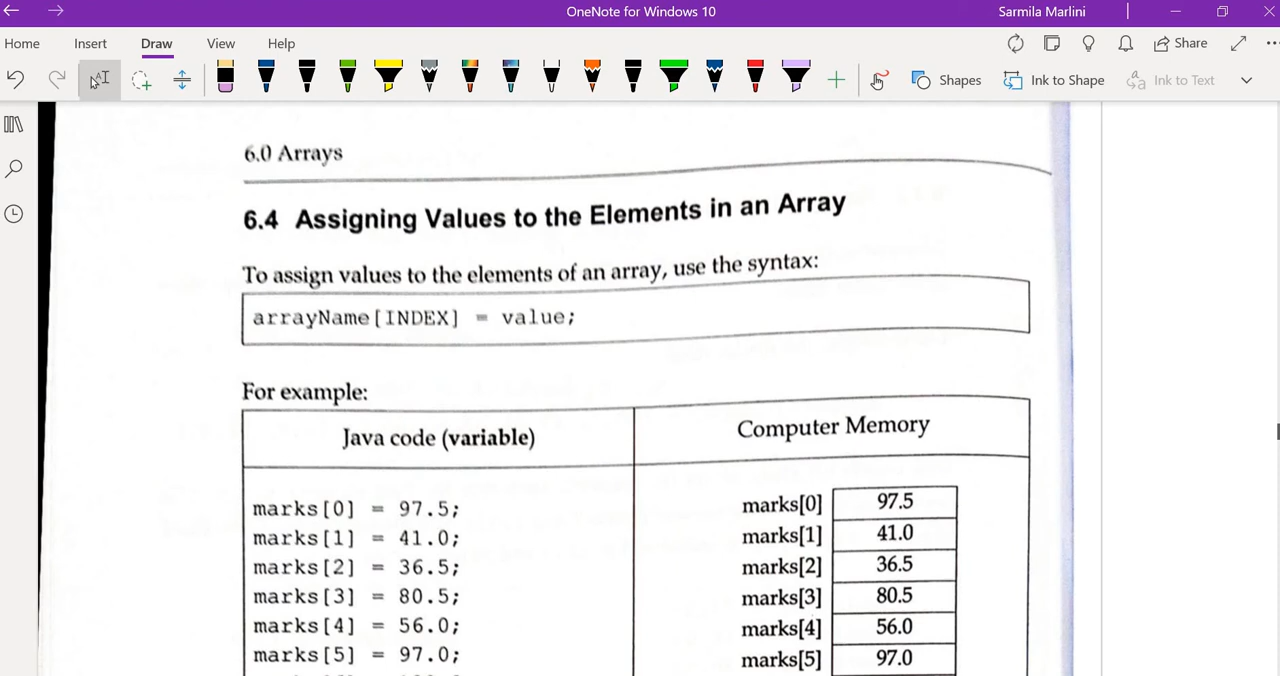 OneNote for Windows 10
Sarmila Marlini
Home Insert Draw View Help
Share
Shapes
Ink to Shape
Ink to Text
6.0 Arrays
6.4 Assigning Values to the Elements in an Array
To assign values to the elements of an array, use the syntax:
arrayName[INDEX] = value;
For example:
Java code (variable)
Computer Memory
marks[0] = 97.5;
marks[1] = 41.0;
marks[2] = 36.5;
marks[3] = 80.5;
marks[4] = 56.0;
marks[5] = 97.0;
marks[0] 97.5
marks[1] 41.0
marks[2] 36.5
marks[3] 80.5
marks[4] 56.0
marks[5] 97.0